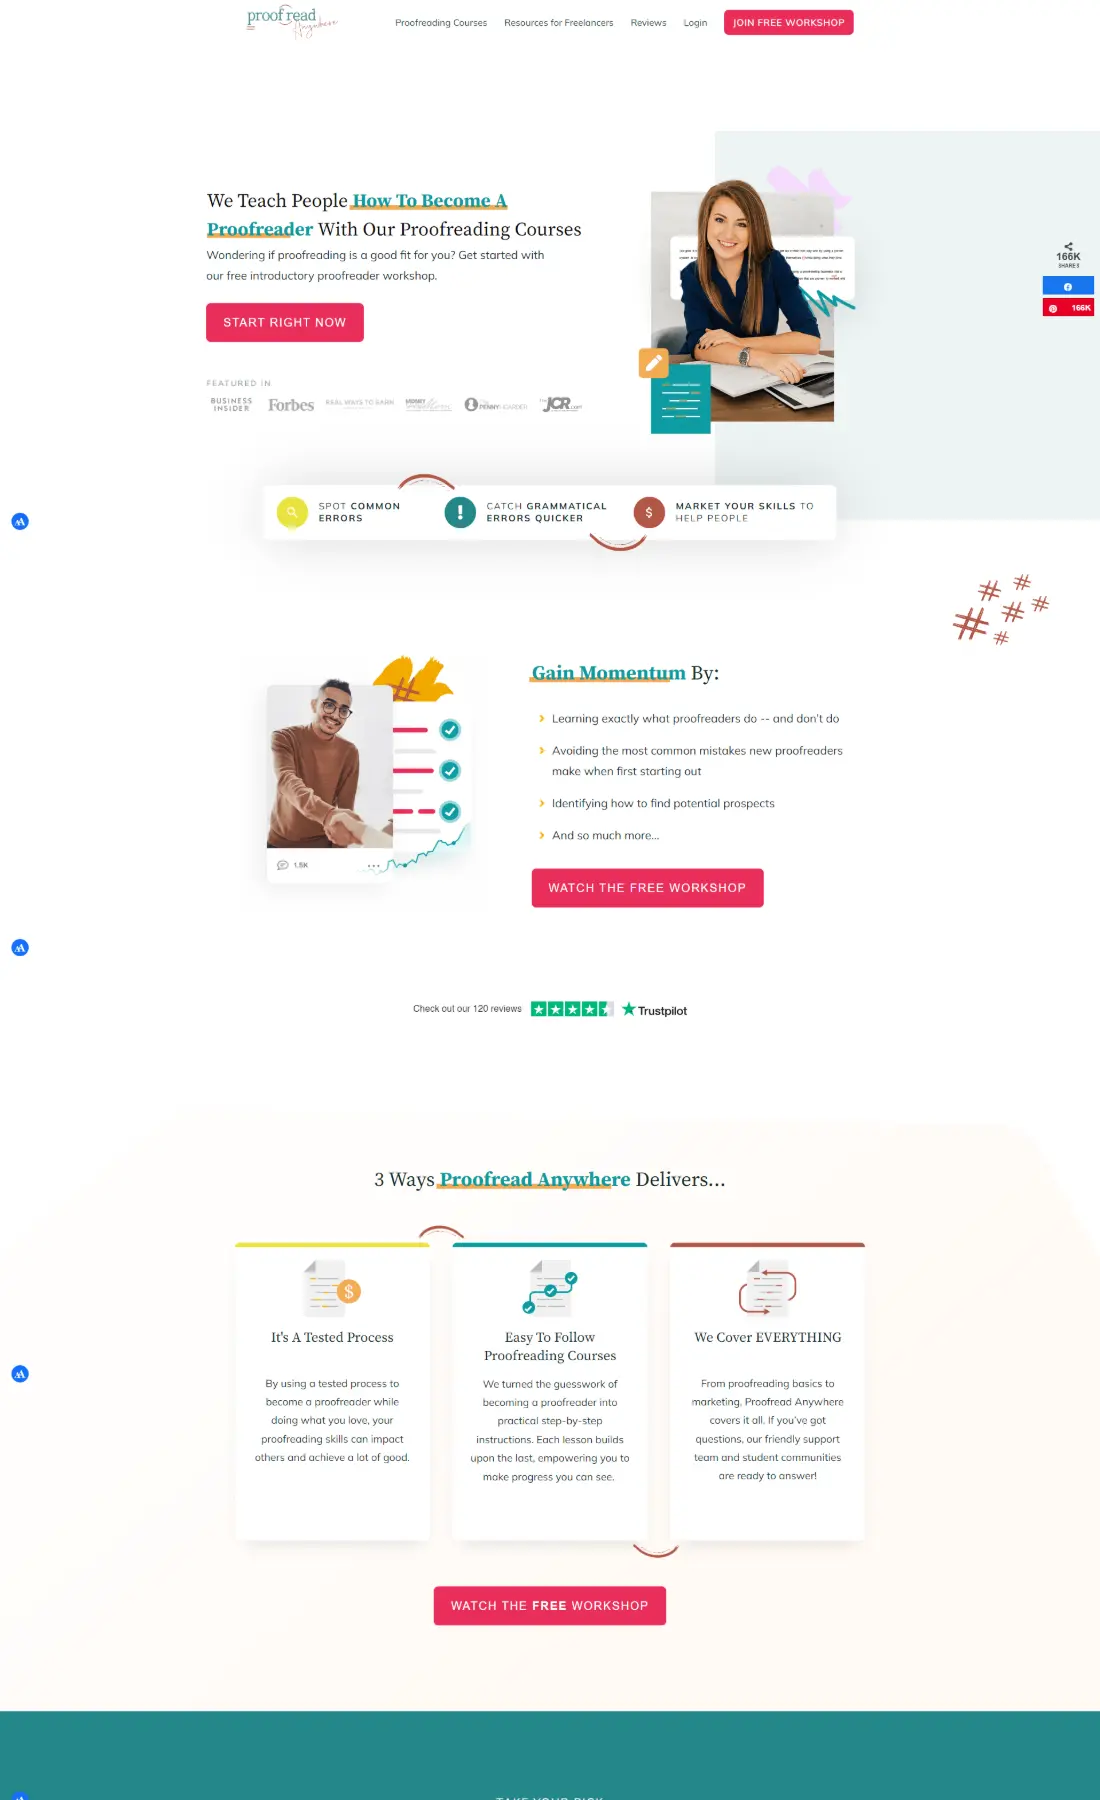 proofread
Anywhere
Proofreading Courses
Resources for Freelancers
Reviews
Login
JOIN FREE WORKSHOP
We Teach People How To Become A
Proofreader With Our Proofreading Courses
Wondering if proofreading is a good fit for you? Get started with
our free introductory proofreader workshop.
START RIGHT NOW
FEATURED IN
BUSINESS
INSIDER
Forbes
REAL WAYS TO EARN
MONEY
THE PENNY HOARDER
The JCR.com
166K
SHARES
166K
SPOT COMMON
ERRORS
CATCH GRAMMATICAL
ERRORS QUICKER
MARKET YOUR SKILLS TO
HELP PEOPLE
Gain Momentum By:
Learning exactly what proofreaders do -- and don't do
Avoiding the most common mistakes new proofreaders
make when first starting out
Identifying how to find potential prospects
And so much more...
1.5K
WATCH THE FREE WORKSHOP
Check out our 120 reviews
Trustpilot
3 Ways Proofread Anywhere Delivers...
It's A Tested Process
By using a tested process to
become a proofreader while
doing what you love, your
proofreading skills can impact
others and achieve a lot of good.
Easy To Follow
Proofreading Courses
We turned the guesswork of
becoming a proofreader into
practical step-by-step
instructions. Each lesson builds
upon the last, empowering you to
make progress you can see.
We Cover EVERYTHING
From proofreading basics to
marketing, Proofread Anywhere
covers it all. If you've got
questions, our friendly support
team and student communities
are ready to answer!
WATCH THE FREE WORKSHOP
TAKE YOUR PICK